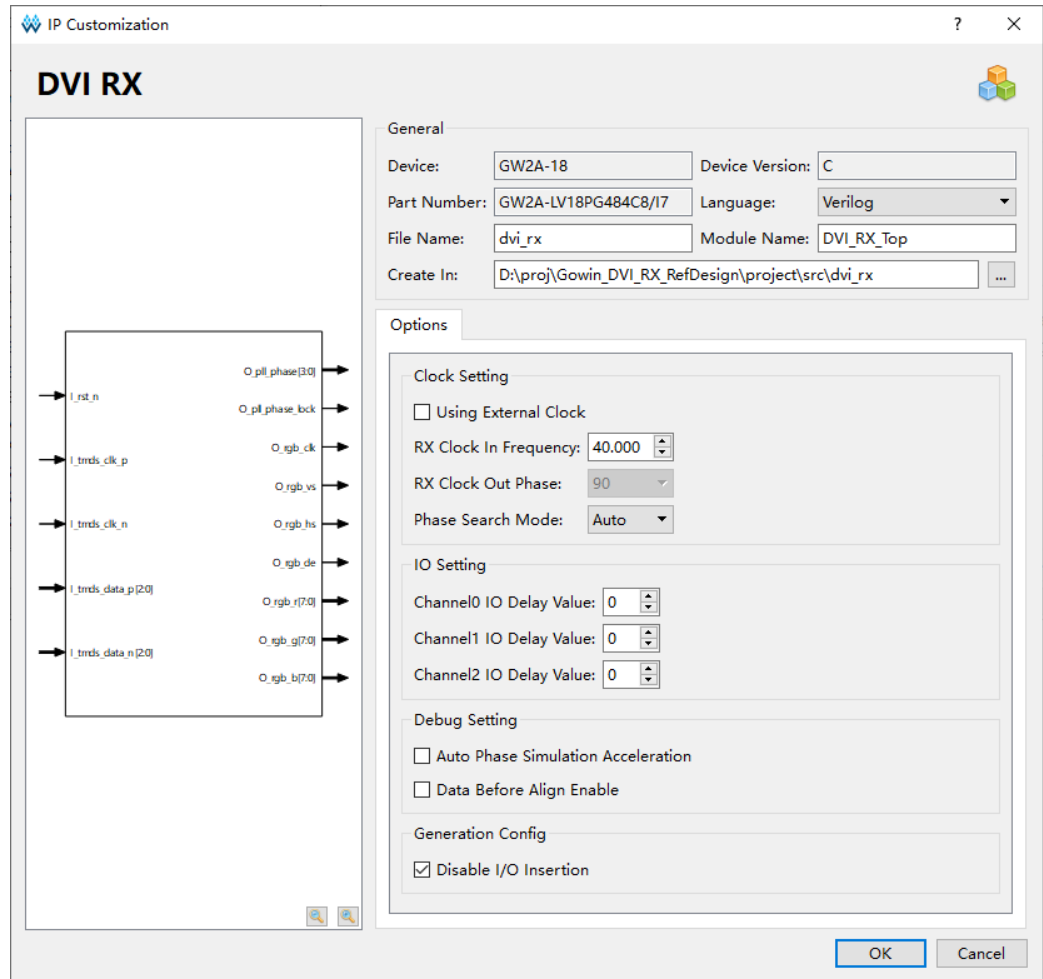 IP Customization
?
DVI RX
General
Device: GW2A-18 Device Version: C
Part Number: GW2A-LV18PG484C8/I7 Language: Verilog
File Name: dvi_rx Module Name: DVI_RX_Top
Create In: D:\proj\Gowin_DVI_RX_RefDesign\project\src\dvi_rx ...
I_rst_n
I_tmds_clk_p
I_tmds_clk_n
I_tmds_data_p[2:0]
I_tmds_data_n[2:0]
O_pll_phase[3:0]
O_pll_phase_lock
O_rgb_clk
O_rgb_vs
O_rgb_hs
O_rgb_de
O_rgb_r[7:0]
O_rgb_g[7:0]
O_rgb_b[7:0]
Options
Clock Setting
Using External Clock
RX Clock In Frequency: 40.000
RX Clock Out Phase: 90
Phase Search Mode: Auto
IO Setting
Channel0 IO Delay Value: 0
Channel1 IO Delay Value: 0
Channel2 IO Delay Value: 0
Debug Setting
Auto Phase Simulation Acceleration
Data Before Align Enable
Generation Config
Disable I/O Insertion
OK Cancel